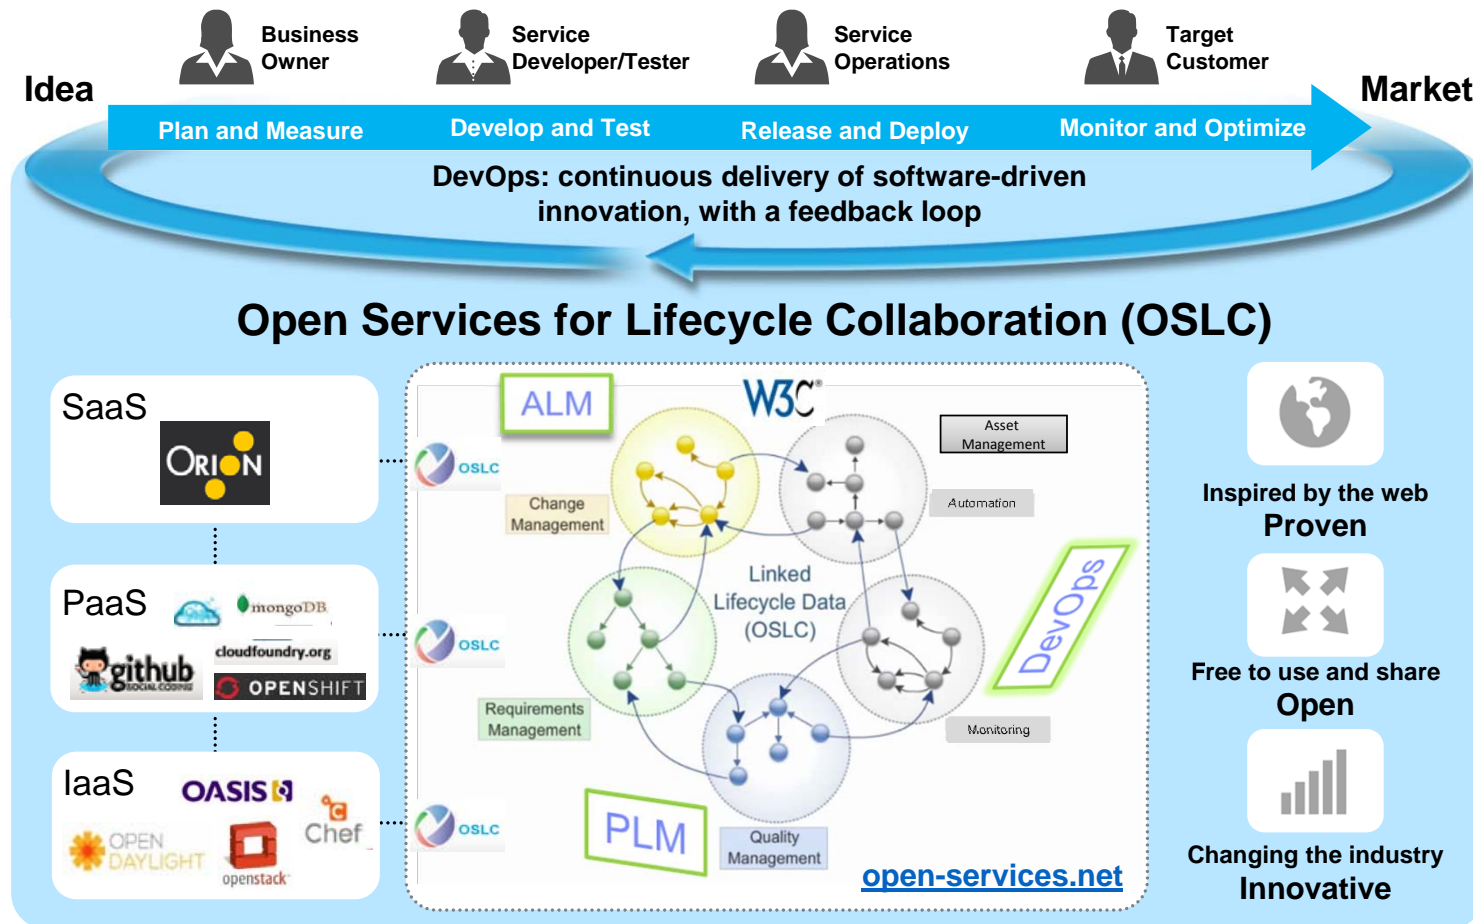 Business
Owner
Service
Developer/Tester
Service
Operations
Target
Customer
Idea
Market
Plan and Measure
Develop and Test
Release and Deploy
Monitor and Optimize
DevOps: continuous delivery of software-driven
innovation, with a feedback loop
Open Services for Lifecycle Collaboration (OSLC)
SaaS
ORION
PaaS
mongoDB
github
SOCIAL CODING
cloudfoundry.org
OPENSHIFT
IaaS
OASIS
OPEN
DAYLIGHT
openstack
Chef
OSLC
OSLC
OSLC
ALM
W3C®
Asset
Management
Change
Management
Automation
Linked
Lifecycle Data
(OSLC)
DevOps
Requirements
Management
Monitoring
PLM
Quality
Management
open-services.net
Inspired by the web
Proven
Free to use and share
Open
Changing the industry
Innovative